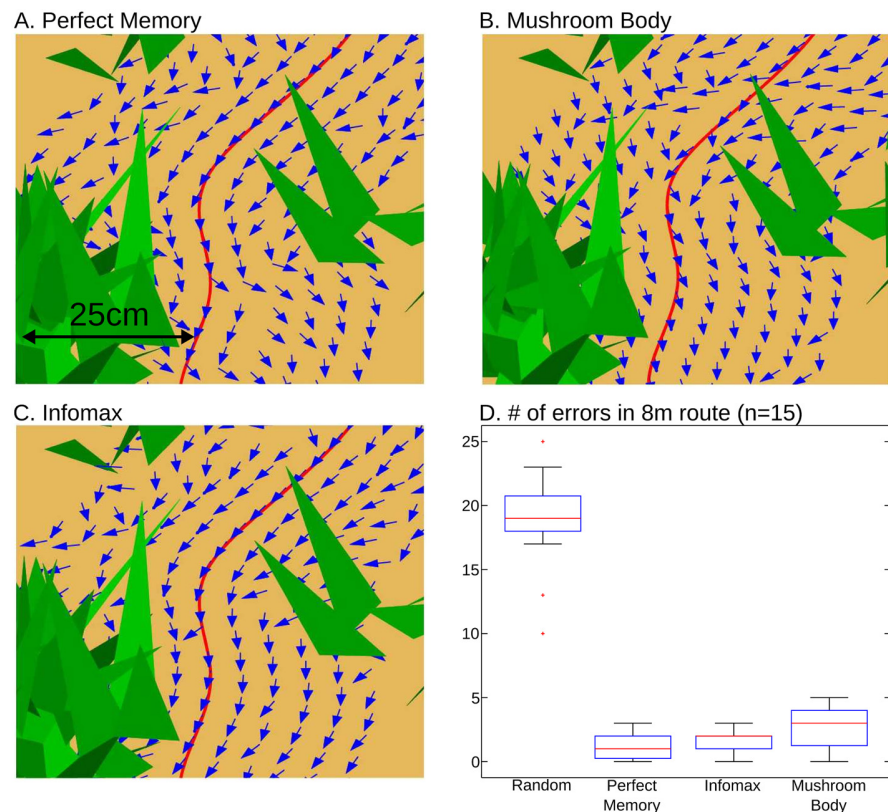 A. Perfect Memory
B. Mushroom Body
25cm
C. Infomax
D. # of errors in 8m route (n=15)
25
20
15
10
5
0
Random
Perfect
Memory
Infomax
Mushroom
Body